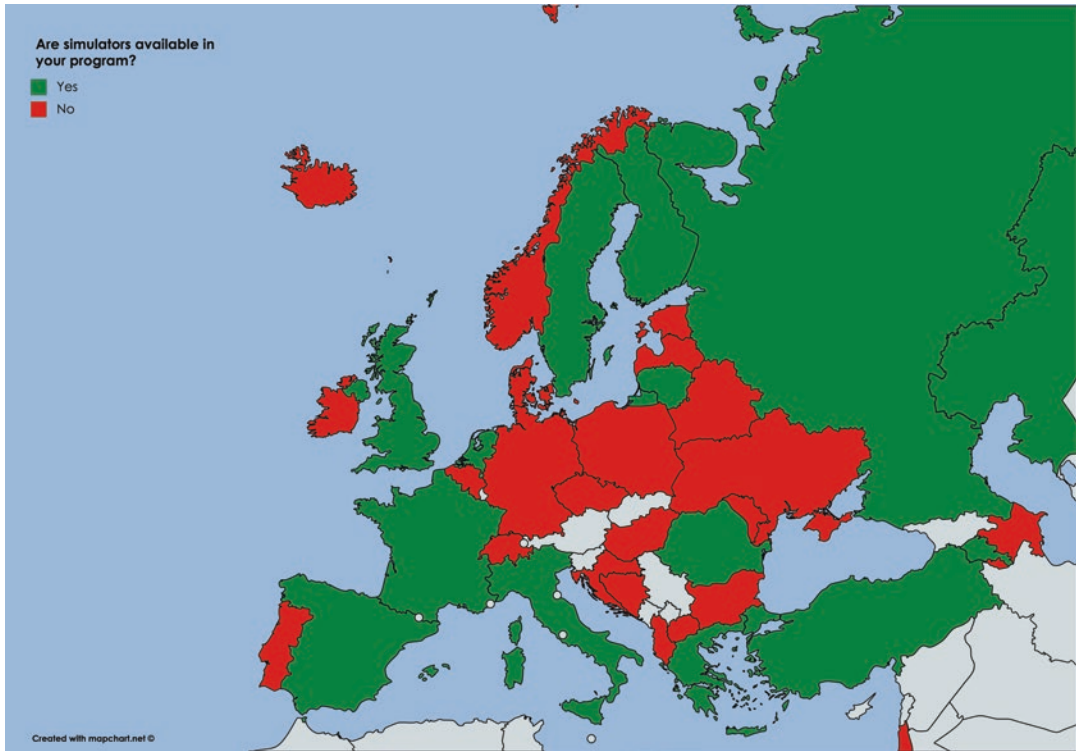 Are simulators available in
your program?
Yes
No
Created with mapchart.net ©